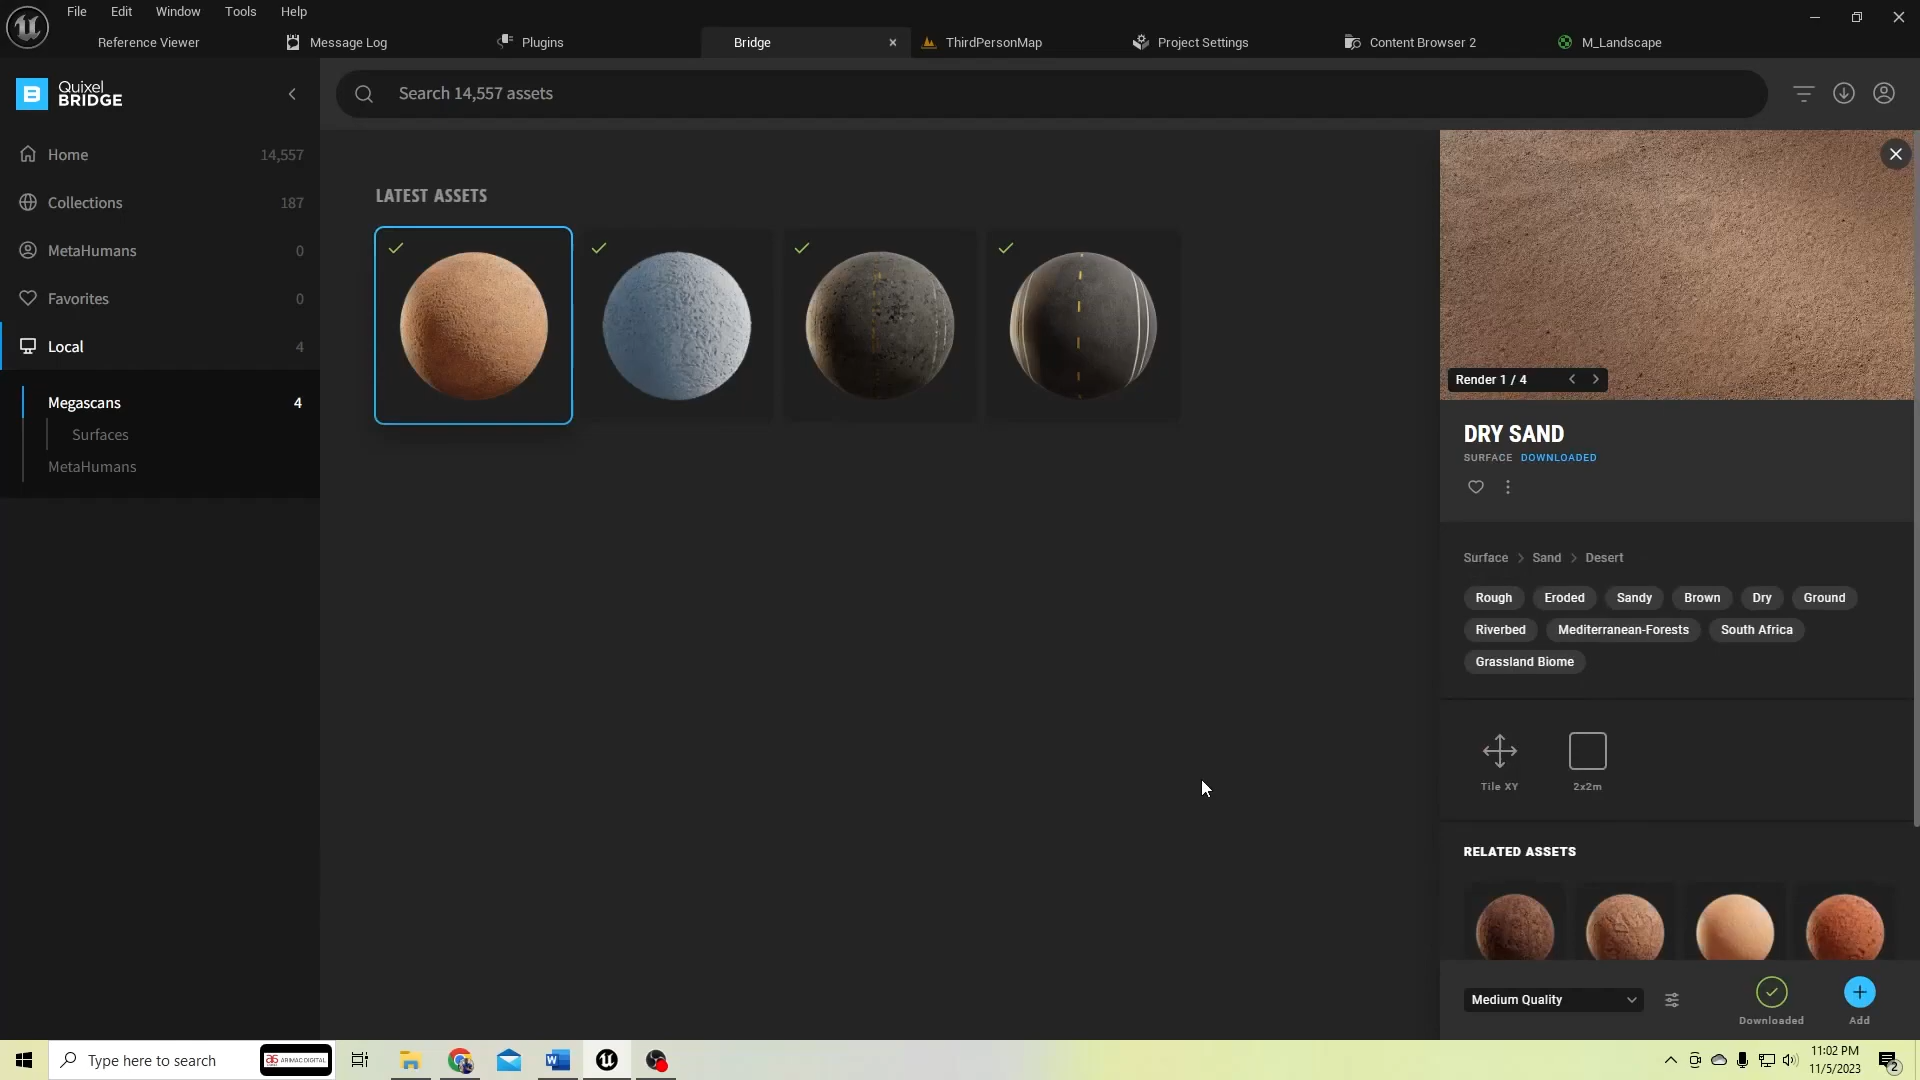 File Edit Window Tools Help
Reference Viewer Message Log Plugins Bridge ThirdPersonMap Project Settings Content Browser 2 M_Landscape
Quixel
BRIDGE
Search 14,557 assets
Home 14,557
Collections 187
MetaHumans 0
Favorites 0
Local 4
Megascans 4
Surfaces
MetaHumans
LATEST ASSETS
Render 1 / 4
DRY SAND
SURFACE DOWNLOADED
Surface > Sand > Desert
Rough Eroded Sandy Brown Dry Ground
Riverbed Mediterranean-Forests South Africa
Grassland Biome
Tile XY 2x2m
RELATED ASSETS
Medium Quality
Downloaded Add
Type here to search
ARIMAC DIGITAL
11:02 PM
11/5/2023
2